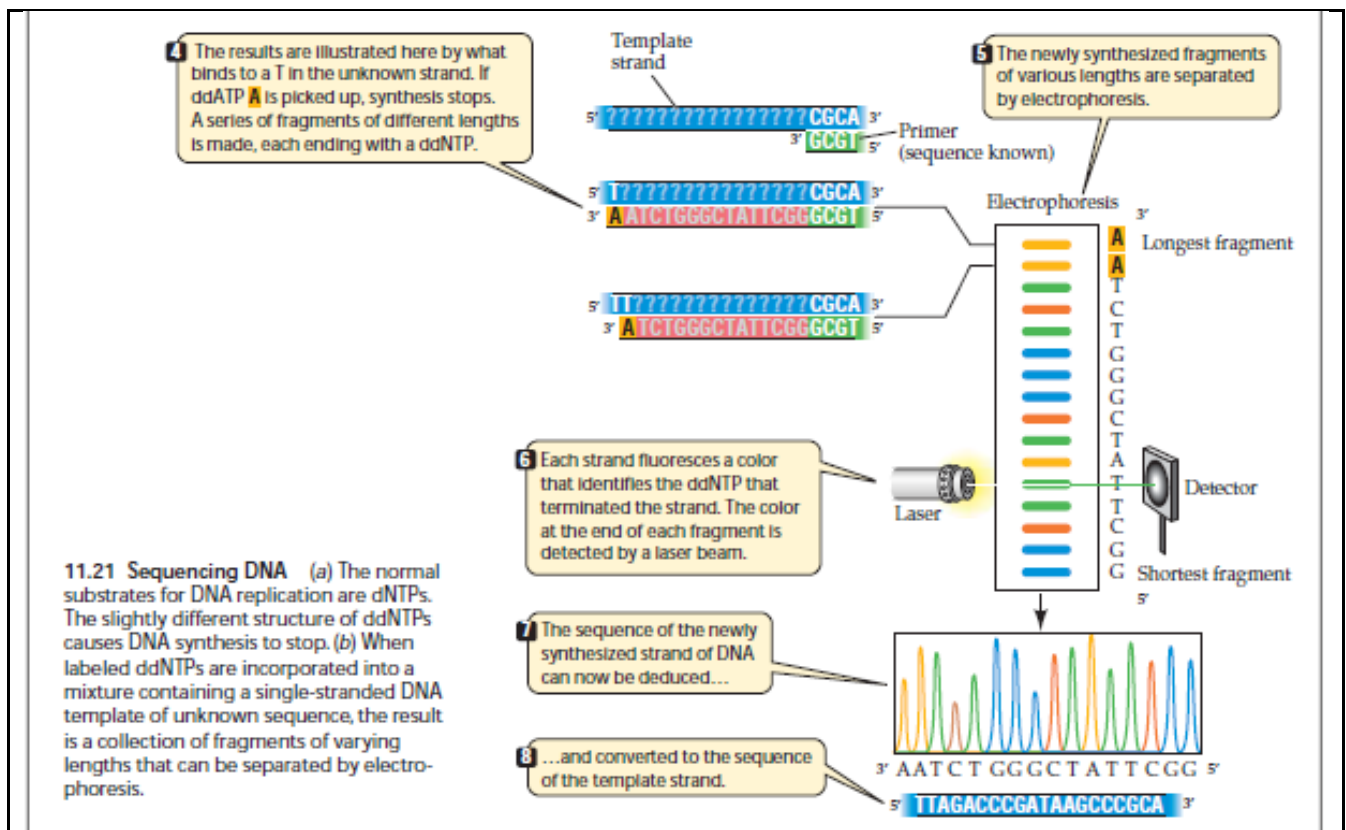 4 The results are illustrated here by what
binds to a T in the unknown strand. If
ddATP A is picked up, synthesis stops.
A series of fragments of different lengths
is made, each ending with a ddNTP.
Template
strand
5 The newly synthesized fragments
of various lengths are separated
by electrophoresis.
5′ ????????????????CGCA 3′
3′ GCGT 5′
Primer
(sequence known)
5′ T???????????????CGCA 3′
3′ AATCTGGGCTATTCGGGCGT 5′
5′ TT??????????????CGCA 3′
3′ ATCTGGGCTATTCGGGCGT 5′
Electrophoresis
3′
A Longest fragment
A
T
C
T
G
G
G
C
T
A
T
T
C
G
G Shortest fragment
5′
6 Each strand fluoresces a color
that identifies the ddNTP that
terminated the strand. The color
at the end of each fragment is
detected by a laser beam.
Laser
Detector
11.21 Sequencing DNA (a) The normal
substrates for DNA replication are dNTPs.
The slightly different structure of ddNTPs
causes DNA synthesis to stop. (b) When
labeled ddNTPs are incorporated into a
mixture containing a single-stranded DNA
template of unknown sequence, the result
is a collection of fragments of varying
lengths that can be separated by electro-
phoresis.
7 The sequence of the newly
synthesized strand of DNA
can now be deduced...
3′ AATCTGGGCTATTCGG 5′
8 ...and converted to the sequence
of the template strand.
5′ TTAGACCCGATAAGCCCGCA 3′